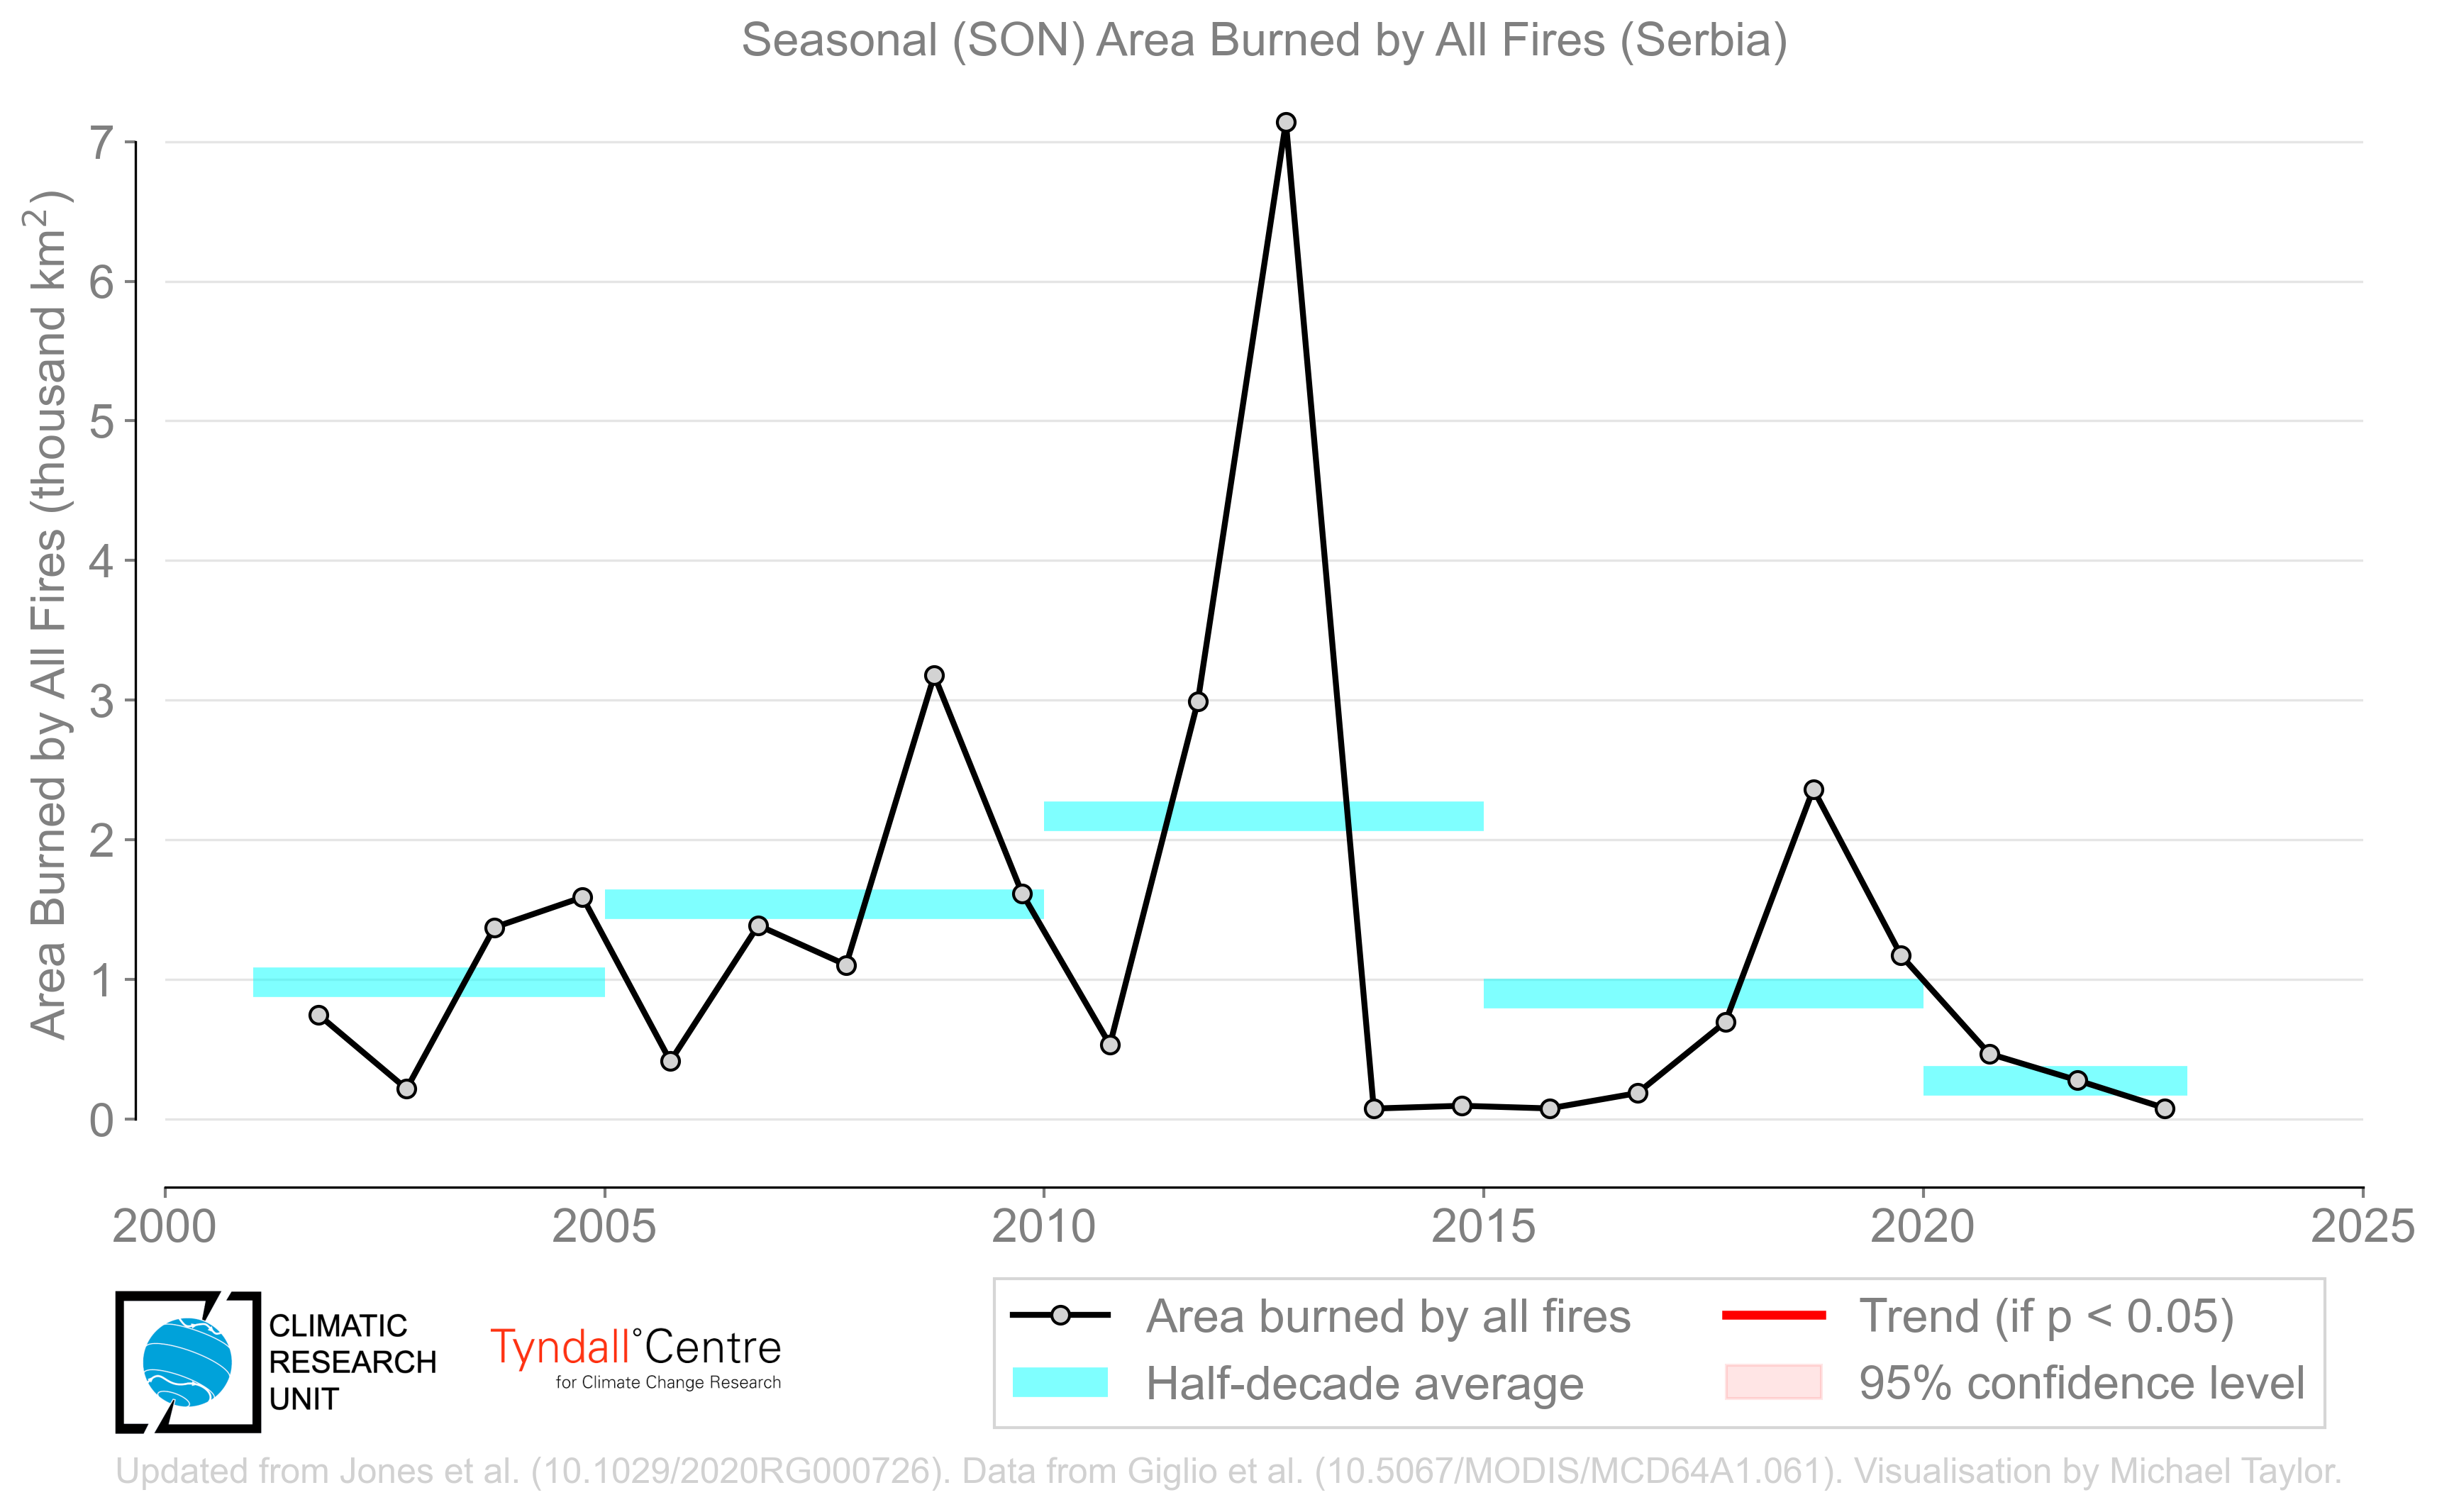 Seasonal (SON) Area Burned by All Fires (Serbia)
Area Burned by All Fires (thousand km²)
7
6
5
4
3
2
1
0
2000 2005 2010 2015 2020 2025
CLIMATIC
RESEARCH
UNIT
Tyndall°Centre
for Climate Change Research
Area burned by all fires
Half-decade average
Trend (if p < 0.05)
95% confidence level
Updated from Jones et al. (10.1029/2020RG000726). Data from Giglio et al. (10.5067/MODIS/MCD64A1.061). Visualisation by Michael Taylor.